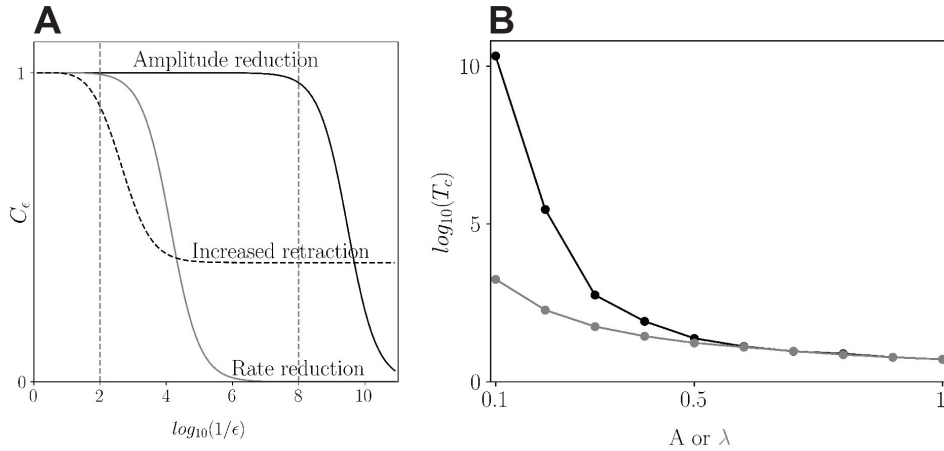 A
Amplitude reduction
1
C_ϵ
Increased retraction
Rate reduction
0
0 2 4 6 8 10
log₁₀(1/ϵ)
B
10
log₁₀(T_c)
5
0
0.1 0.5 1
A or λ